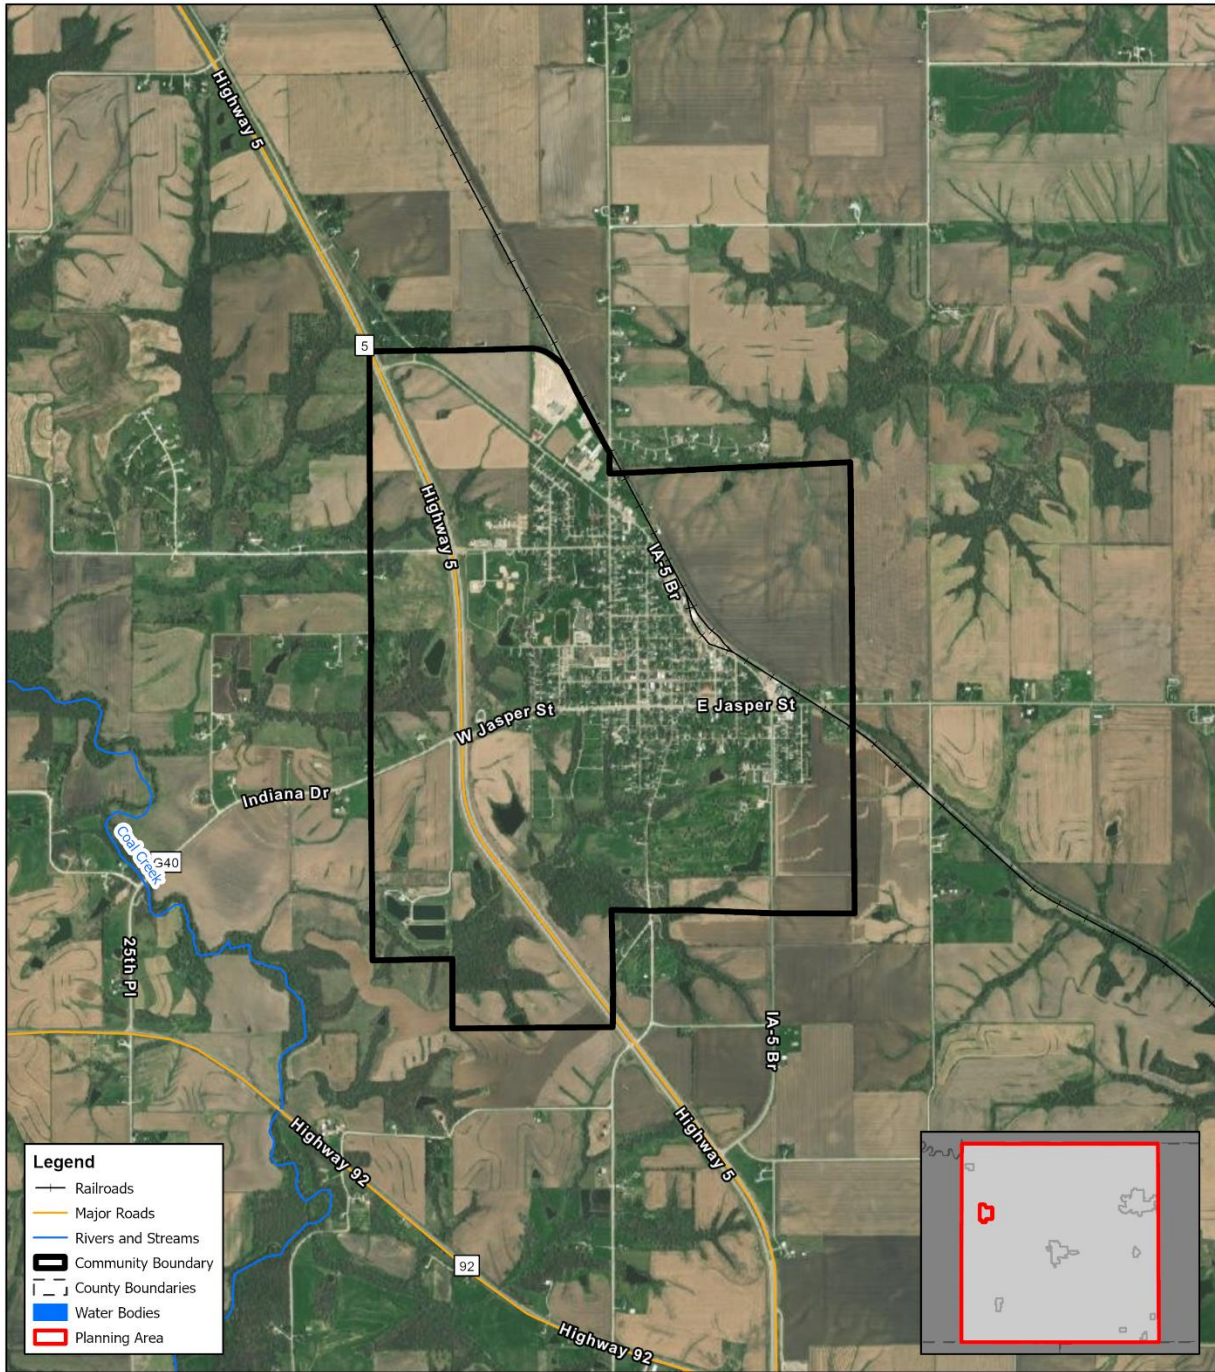 Highway 5
5
Highway 5
IA-5 Br
E Jasper St
W Jasper St
Indiana Dr
Coal Creek
G40
25th Pl
IA-5 Br
Highway 92
Highway 5
92
Highway 92
Legend
Railroads
Major Roads
Rivers and Streams
Community Boundary
County Boundaries
Water Bodies
Planning Area